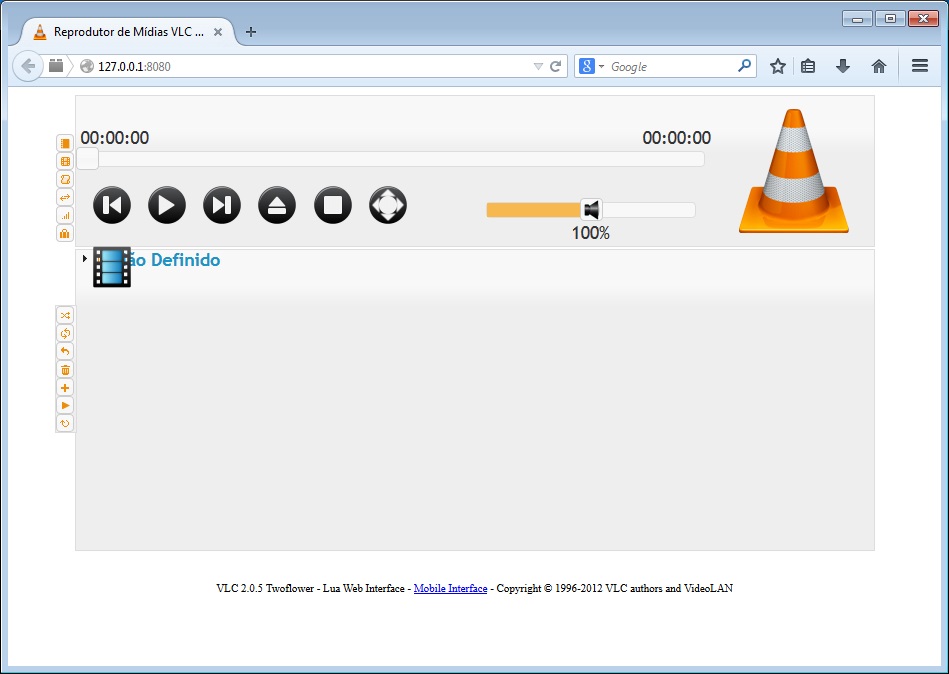 Reprodutor de Mídias VLC ...
127.0.0.1:8080
Google
00:00:00 00:00:00
100%
ão Definido
VLC 2.0.5 Twoflower - Lua Web Interface - Mobile Interface - Copyright © 1996-2012 VLC authors and VideoLAN